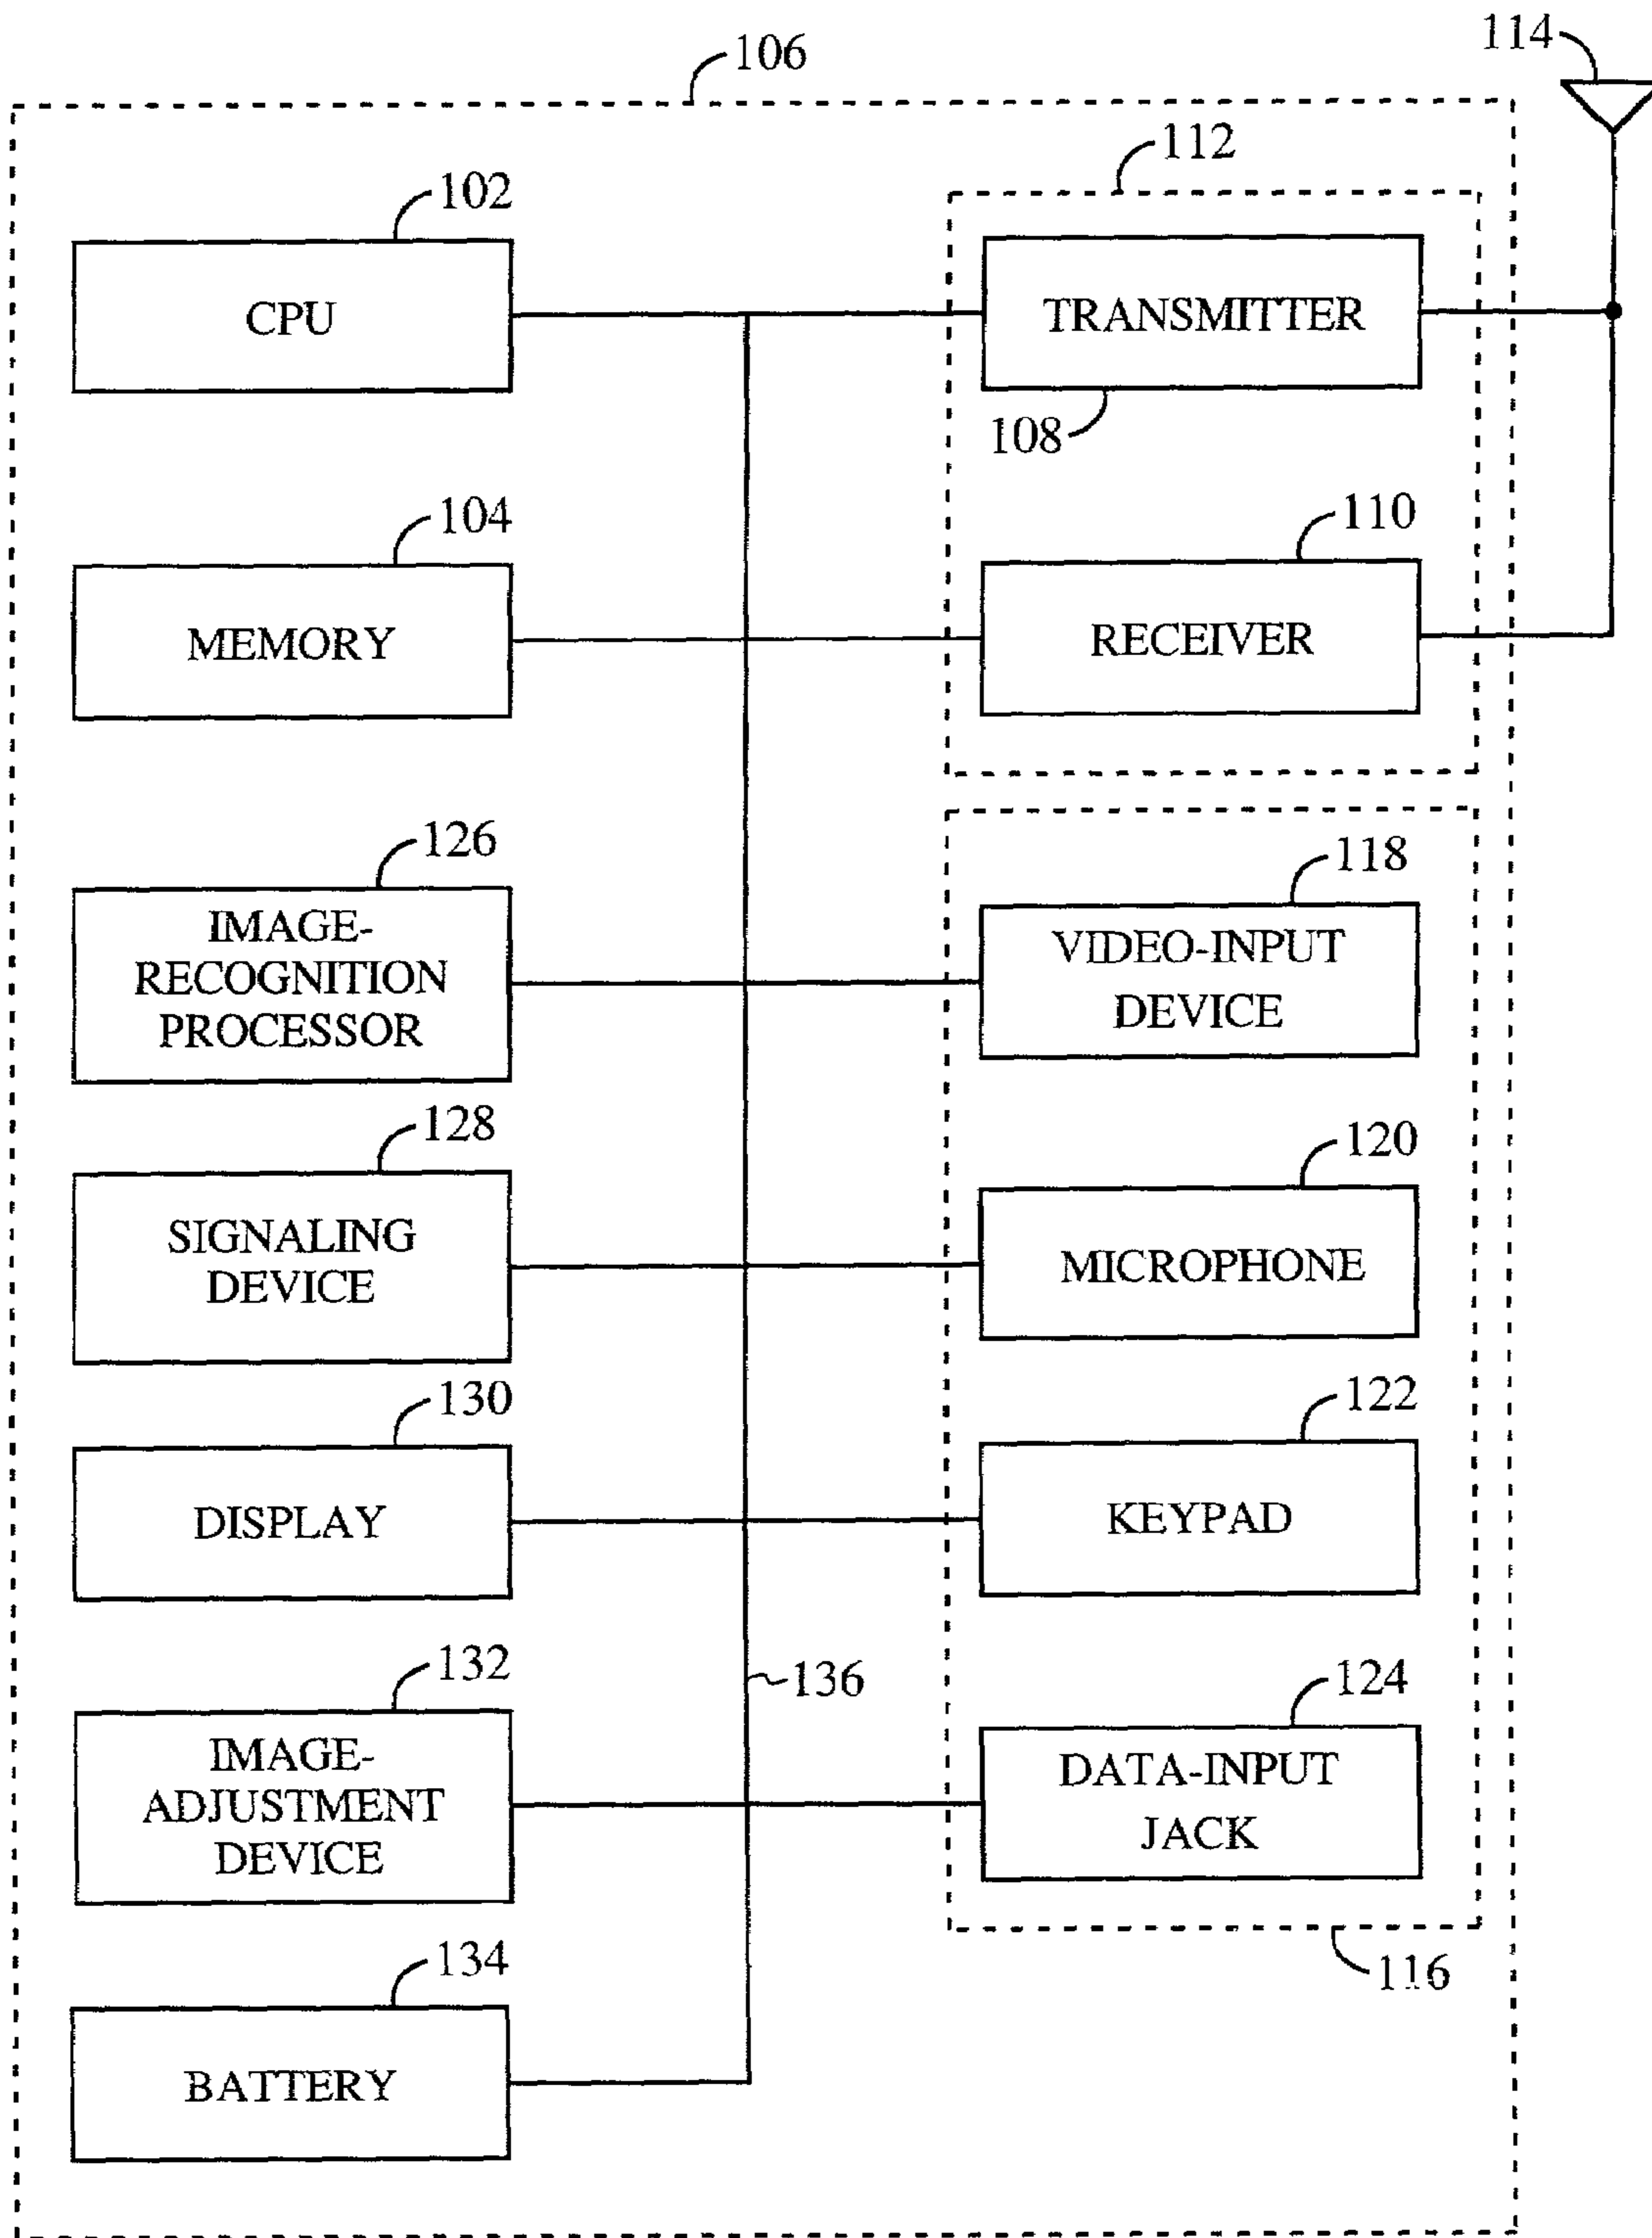 106
114
112
102
CPU
TRANSMITTER
108
104
MEMORY
110
RECEIVER
126
IMAGE-
RECOGNITION
PROCESSOR
118
VIDEO-INPUT
DEVICE
128
SIGNALING
DEVICE
120
MICROPHONE
130
DISPLAY
122
KEYPAD
136
132
IMAGE-
ADJUSTMENT
DEVICE
124
DATA-INPUT
JACK
116
134
BATTERY